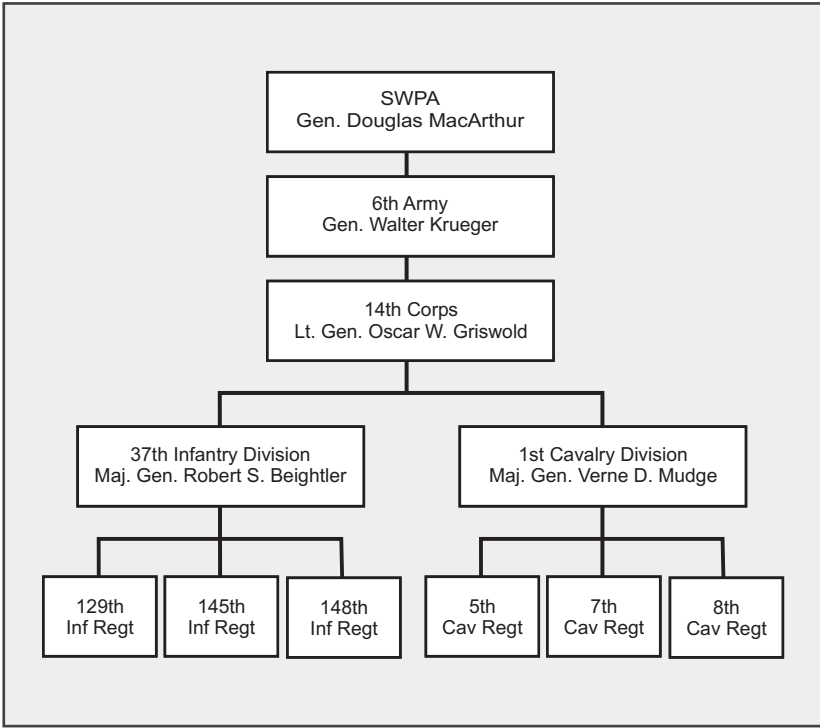 SWPA
Gen. Douglas MacArthur
6th Army
Gen. Walter Krueger
14th Corps
Lt. Gen. Oscar W. Griswold
37th Infantry Division
Maj. Gen. Robert S. Beightler
1st Cavalry Division
Maj. Gen. Verne D. Mudge
129th
Inf Regt
145th
Inf Regt
148th
Inf Regt
5th
Cav Regt
7th
Cav Regt
8th
Cav Regt